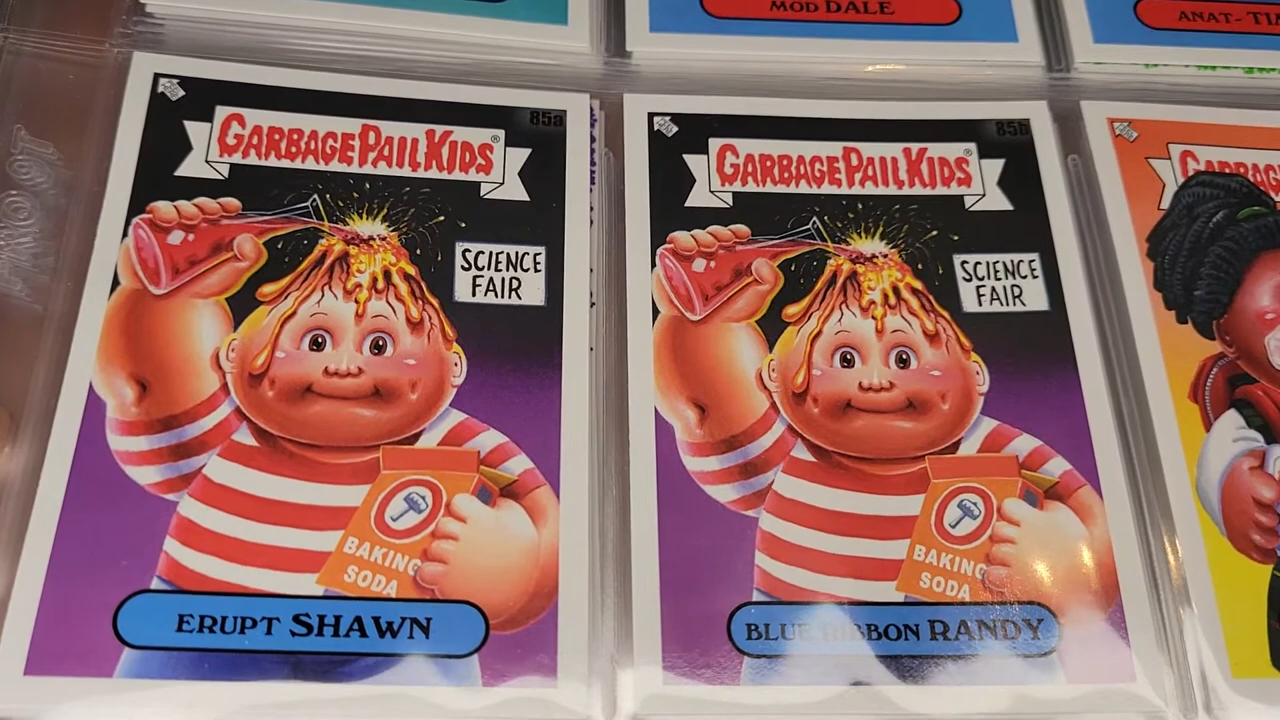 MOD DALE
ANAT-
85a
GARBAGE PAIL KIDS®
SCIENCE
FAIR
BAKING
SODA
ERUPT SHAWN
85b
GARBAGE PAIL KIDS®
SCIENCE
FAIR
BAKING
SODA
BLUE RIBBON RANDY